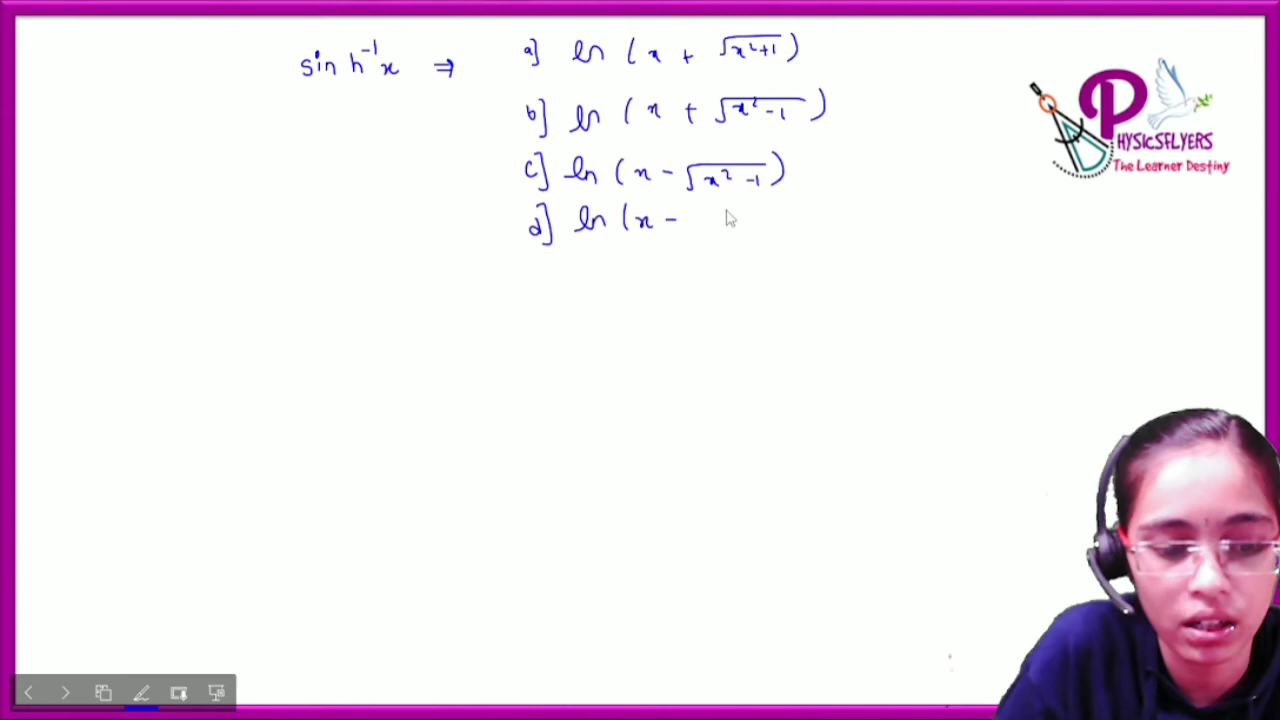 sin h⁻¹x ⇒ a] ln (x + √x²+1)
b] ln (x + √x²-1)
c] ln (x - √x²-1)
d] ln (x -
PHYSICSFLYERS
The Learner Destiny